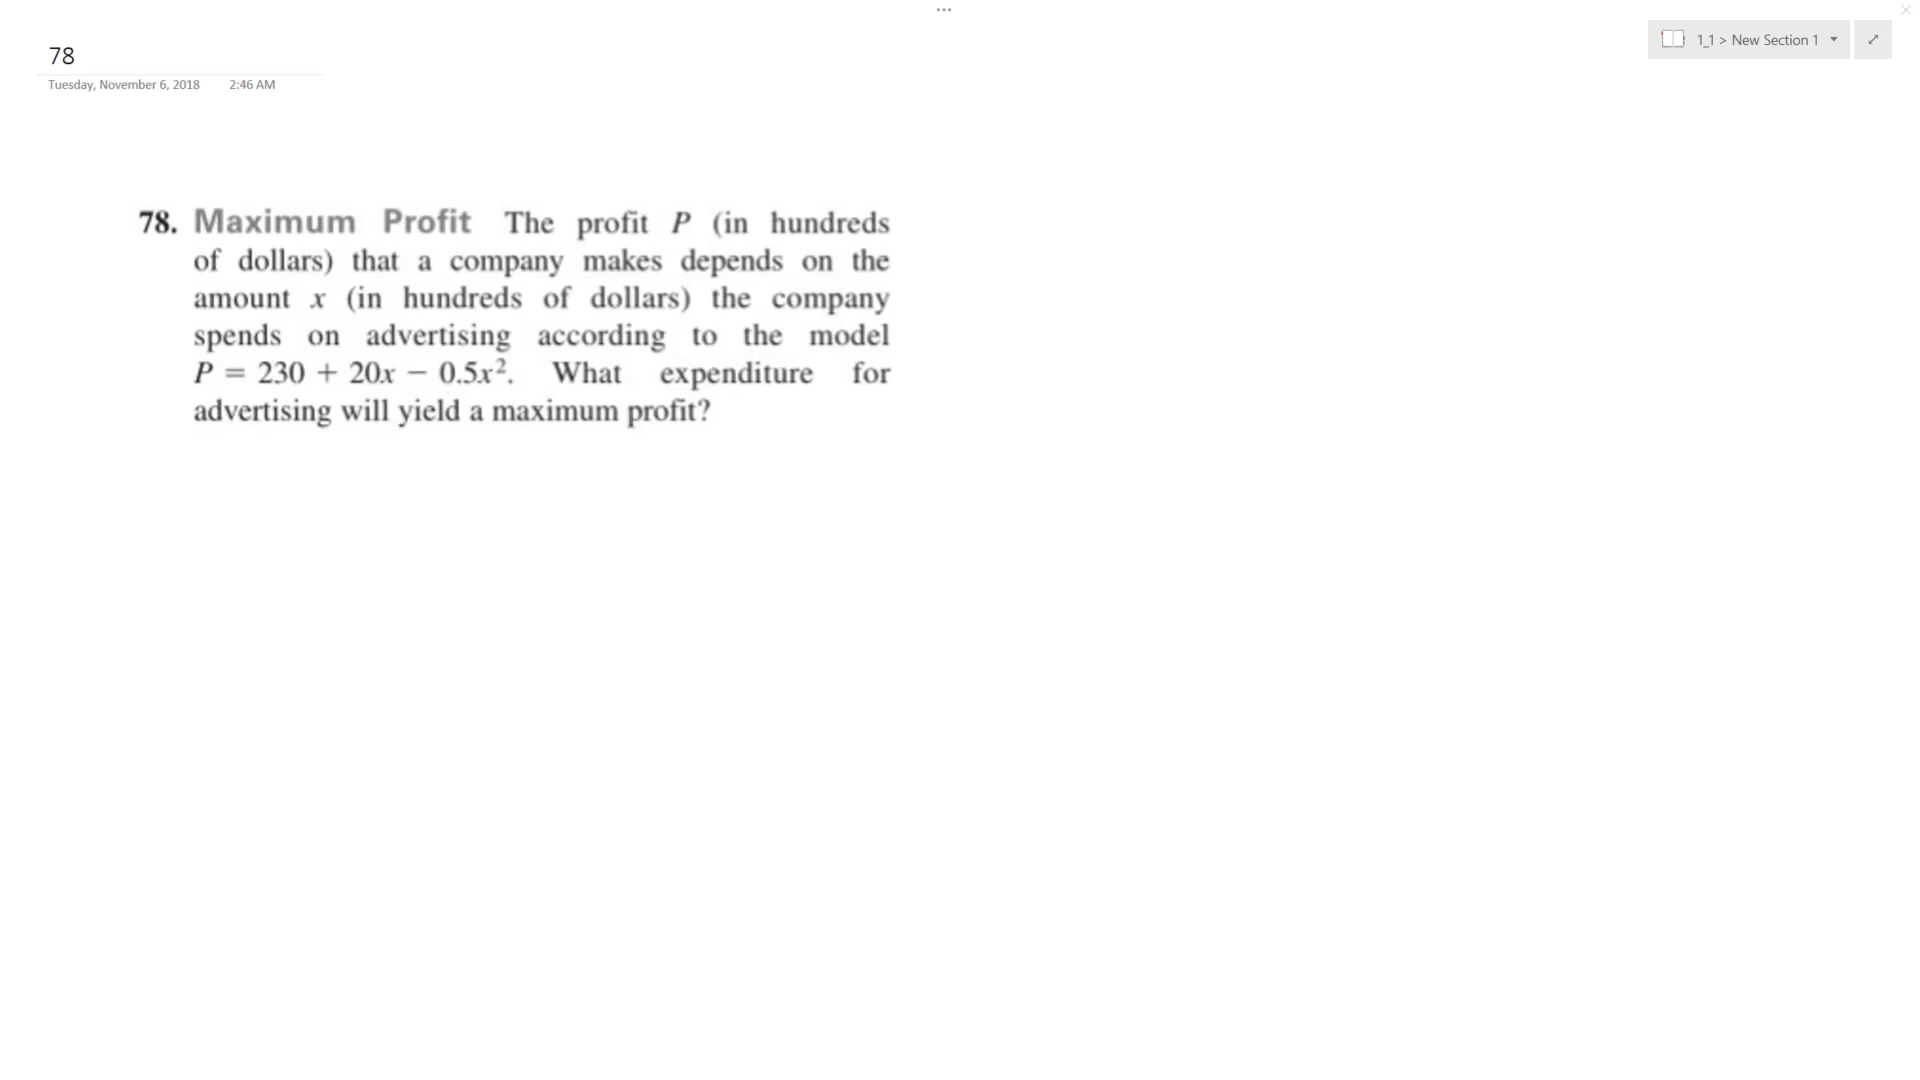 ...
1_1 > New Section 1
78
Tuesday, November 6, 2018 2:46 AM
78. Maximum Profit The profit P (in hundreds
of dollars) that a company makes depends on the
amount x (in hundreds of dollars) the company
spends on advertising according to the model
P = 230 + 20x − 0.5x². What expenditure for
advertising will yield a maximum profit?